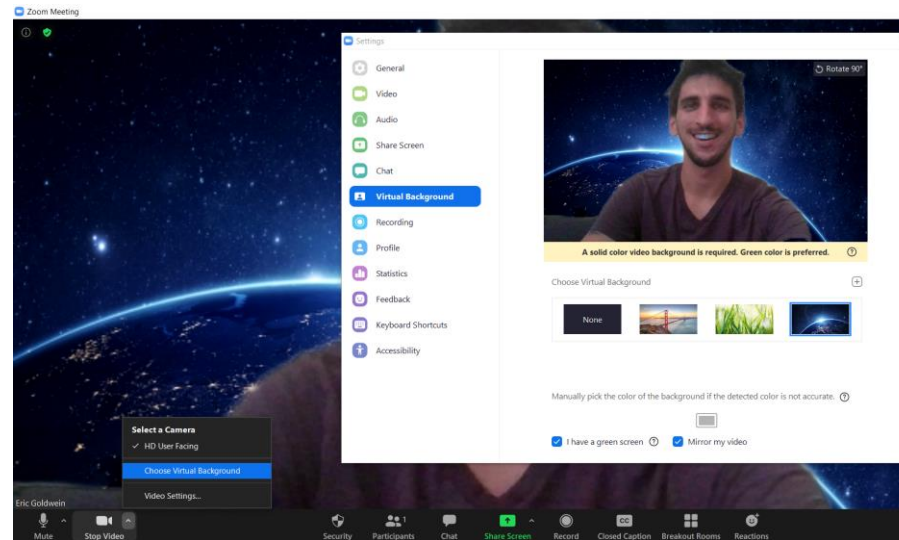 Zoom Meeting
Settings
General
Video
Audio
Share Screen
Chat
Virtual Background
Recording
Profile
Statistics
Feedback
Keyboard Shortcuts
Accessibility
Rotate 90°
A solid color video background is required. Green color is preferred. ?
Choose Virtual Background
None
Manually pick the color of the background if the detected color is not accurate. ?
I have a green screen ? Mirror my video
Select a Camera
✓ HD User Facing
Choose Virtual Background
Video Settings...
Eric Goldwein
Mute Stop Video Security Participants 1 Chat Share Screen Record CC Closed Caption Breakout Rooms Reactions